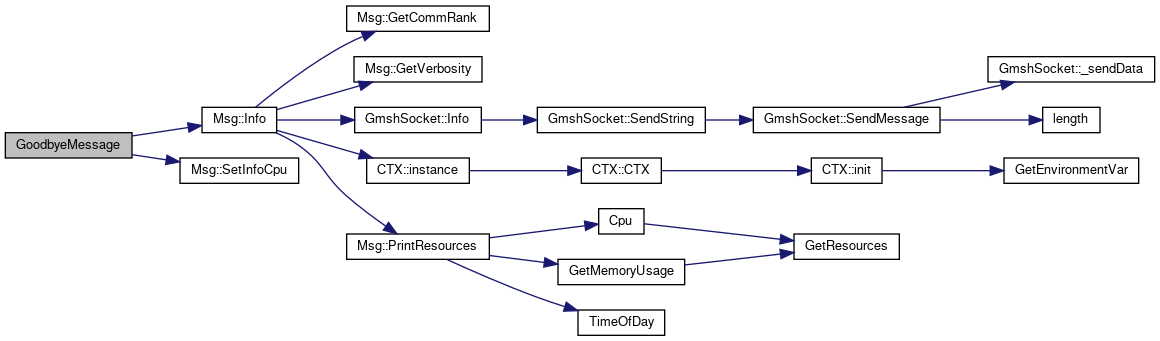 GoodbyeMessage
Msg::Info
Msg::SetInfoCpu
Msg::GetCommRank
Msg::GetVerbosity
GmshSocket::Info
CTX::instance
Msg::PrintResources
GmshSocket::SendString
CTX::CTX
Cpu
GetMemoryUsage
TimeOfDay
GmshSocket::SendMessage
CTX::init
GetResources
GmshSocket::_sendData
length
GetEnvironmentVar